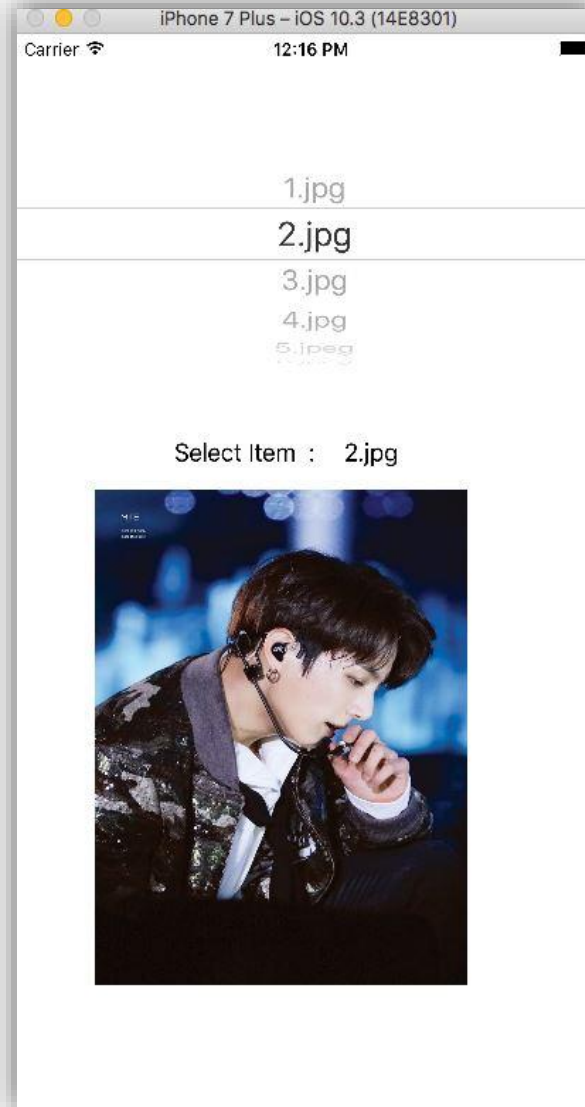 iPhone 7 Plus – iOS 10.3 (14E8301)
Carrier 12:16 PM
1.jpg
2.jpg
3.jpg
4.jpg
5.jpeg
Select Item : 2.jpg